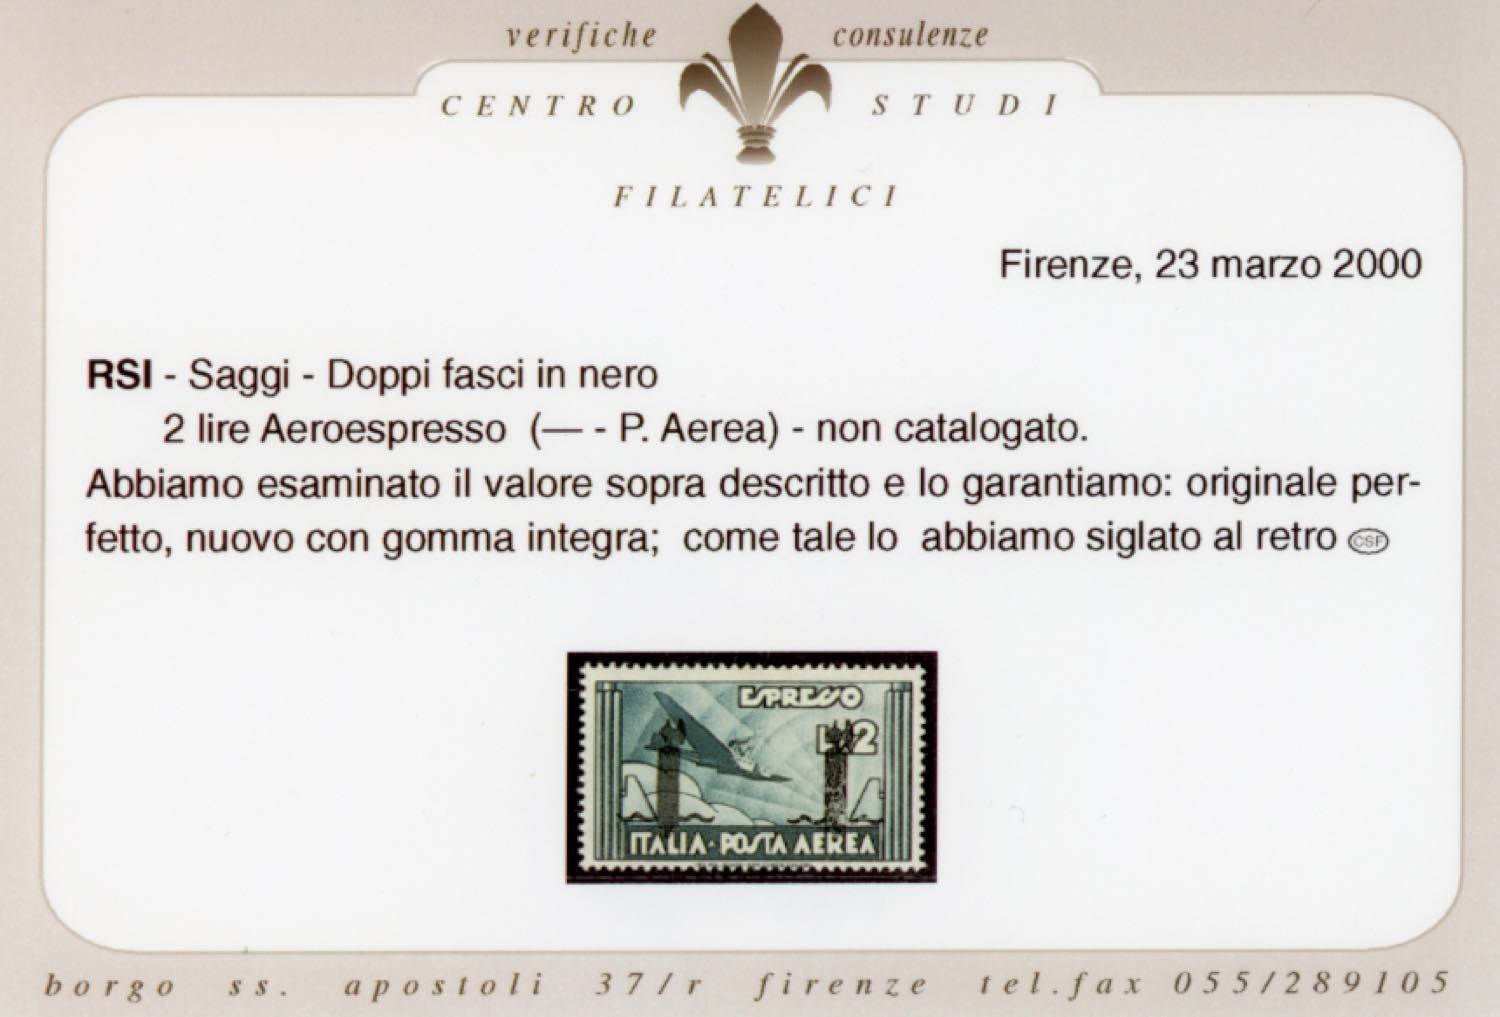 verifiche consulenze
CENTRO STUDI
FILATELICI
Firenze, 23 marzo 2000
RSI - Saggi - Doppi fasci in nero
2 lire Aeroespresso (— - P. Aerea) - non catalogato.
Abbiamo esaminato il valore sopra descritto e lo garantiamo: originale per-
fetto, nuovo con gomma integra; come tale lo abbiamo siglato al retro CSF
ESPRESSO
L 2
ITALIA·POSTA AEREA
borgo ss. apostoli 37/r firenze tel.fax 055/289105